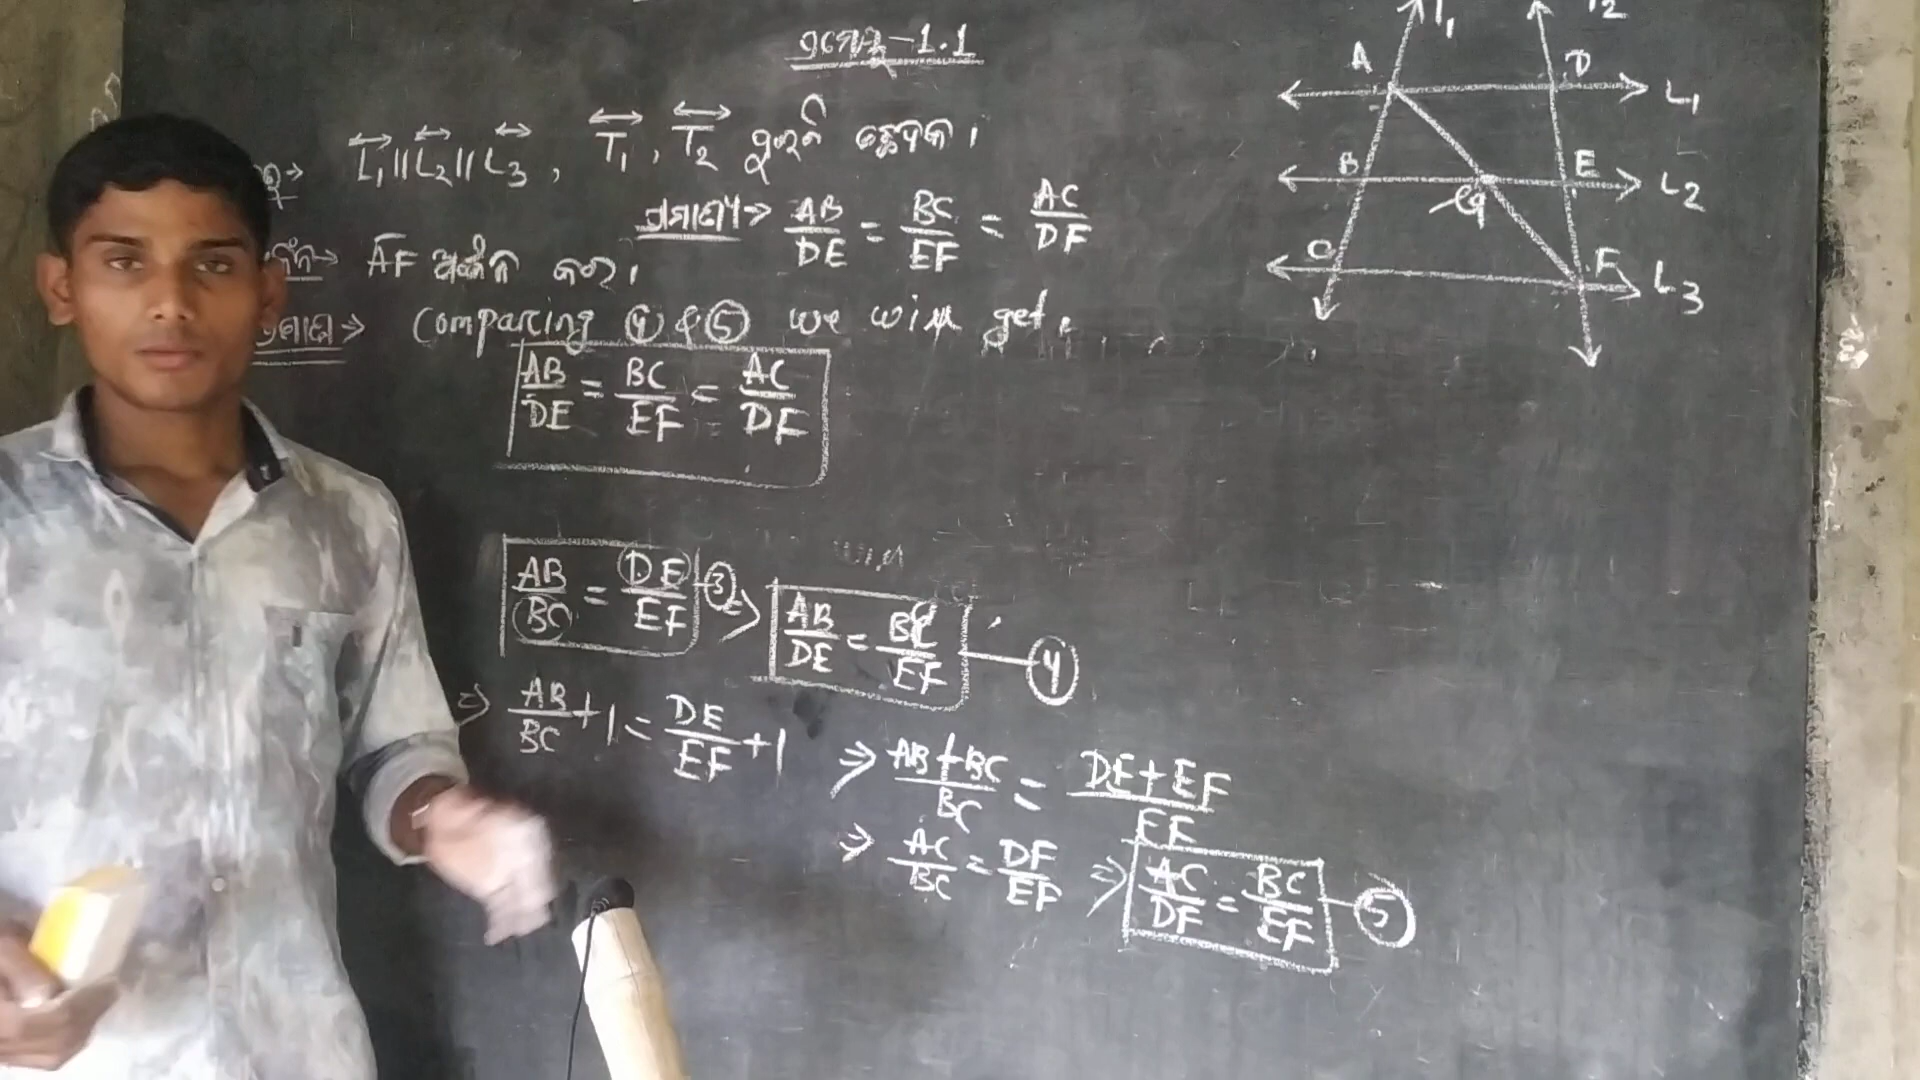 ଉପପାଦ୍ୟ-1.1
L₁||L₂||L₃, T₁, T₂ ଦୁଇଟି ଛେଦକ।
ପ୍ରାମାଣ୍ୟ→ AB/DE = BC/EF = AC/DF
AF ଅଙ୍କନ କର।
ପ୍ରମାଣ→ Comparing ④ & ⑤ we will get,
AB/DE = BC/EF = AC/DF
AB/BC = DE/EF ③ ⇒ AB/DE = BC/EF — ④
⇒ AB/BC + 1 = DE/EF + 1
⇒ AB+BC/BC = DE+EF/EF
⇒ AC/BC = DF/EF ⇒ AC/DF = BC/EF — ⑤
T₁ T₂
A D L₁
B E L₂
G
C F L₃